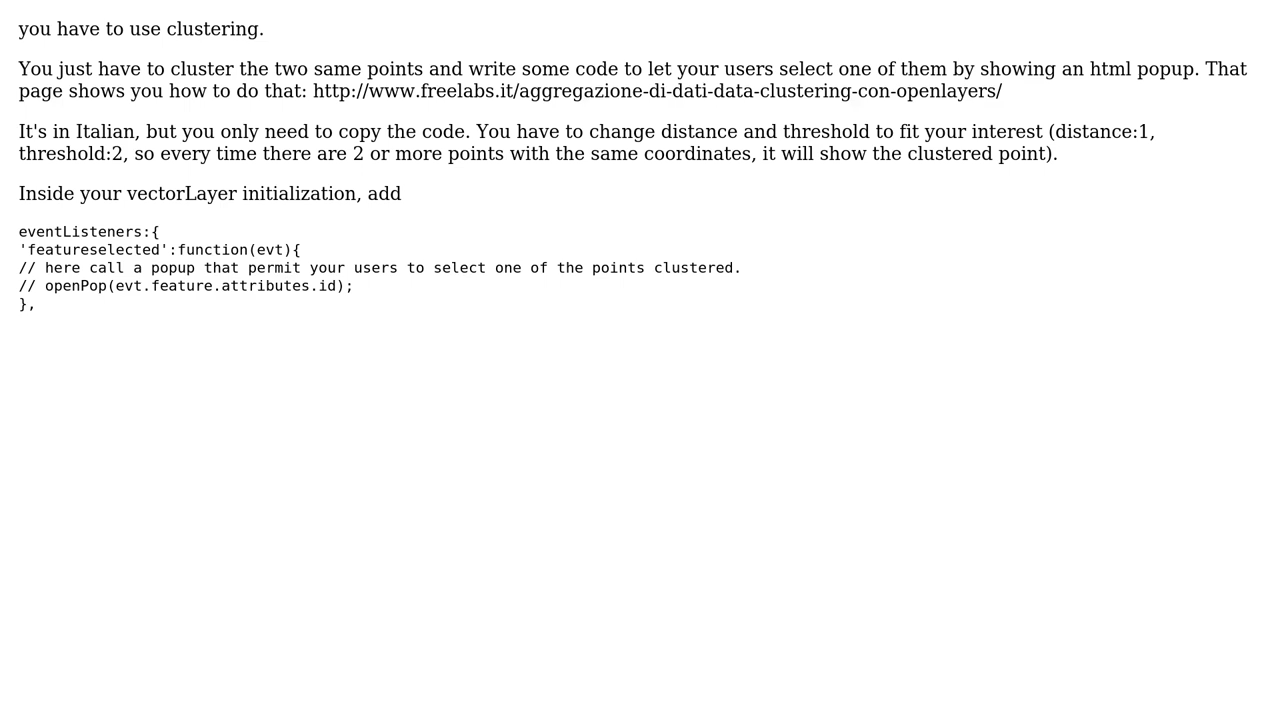 you have to use clustering.
You just have to cluster the two same points and write some code to let your users select one of them by showing an html popup. That
page shows you how to do that: http://www.freelabs.it/aggregazione-di-dati-data-clustering-con-openlayers/
It's in Italian, but you only need to copy the code. You have to change distance and threshold to fit your interest (distance:1,
threshold:2, so every time there are 2 or more points with the same coordinates, it will show the clustered point).
Inside your vectorLayer initialization, add
eventListeners:{
'featureselected':function(evt){
// here call a popup that permit your users to select one of the points clustered.
// openPop(evt.feature.attributes.id);
},